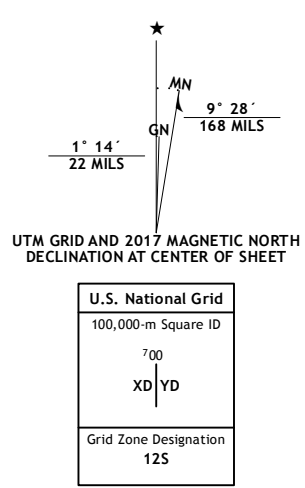 ★
MN
GN
9° 28´
168 MILS
1° 14´
22 MILS
UTM GRID AND 2017 MAGNETIC NORTH
DECLINATION AT CENTER OF SHEET
U.S. National Grid
100,000-m Square ID
⁷00
XD YD
Grid Zone Designation
12S